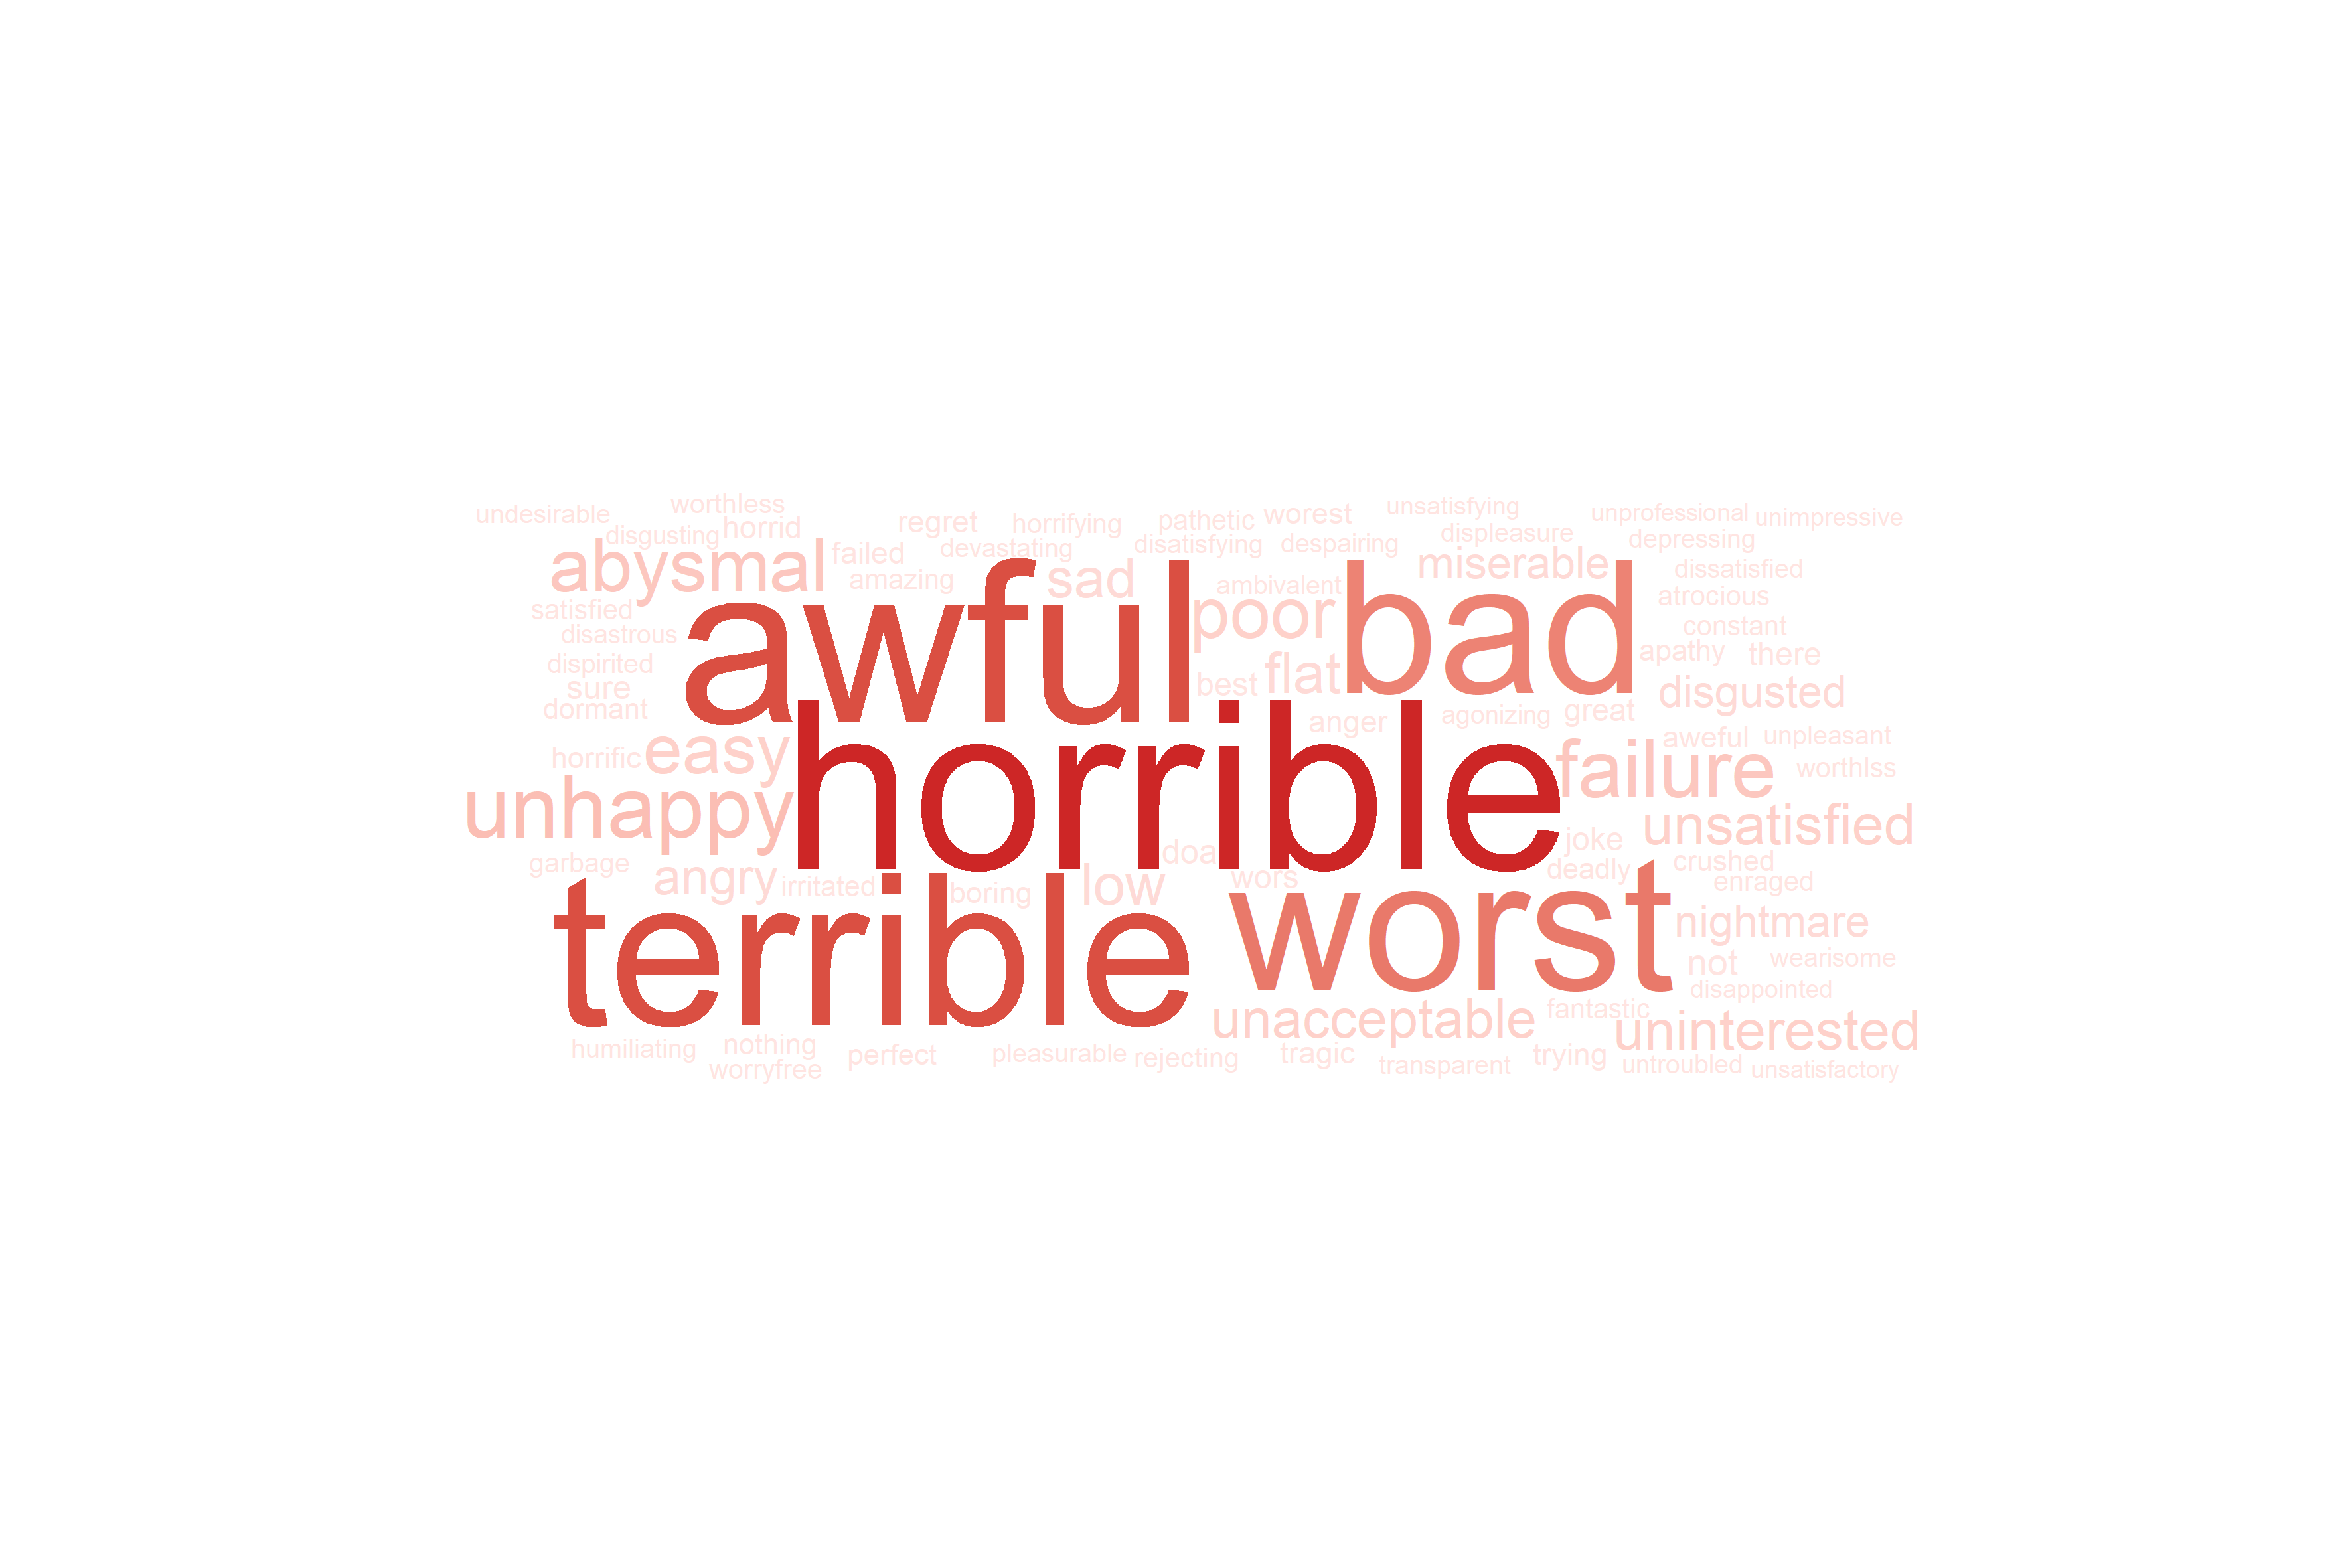 worthless
undesirable
regret
horrifying
pathetic
worest
unsatisfying
unprofessional
unimpressive
disgusting
horrid
displeasure
depressing
abysmal
failed
devastating
disatisfying
despairing
miserable
dissatisfied
amazing
sad
ambivalent
atrocious
satisfied
awful
poor
bad
constant
disastrous
apathy
there
dispirited
sure
best
flat
disgusted
dormant
anger
agonizing
great
horrific
easy
horrible
aweful
unpleasant
failure
worthlss
unhappy
unsatisfied
garbage
angry
irritated
doa
joke
deadly
crushed
boring
low
wors
enraged
terrible
worst
nightmare
not
wearisome
disappointed
unacceptable
fantastic
uninterested
humiliating
nothing
perfect
pleasurable
rejecting
tragic
transparent
trying
untroubled
unsatisfactory
worryfree